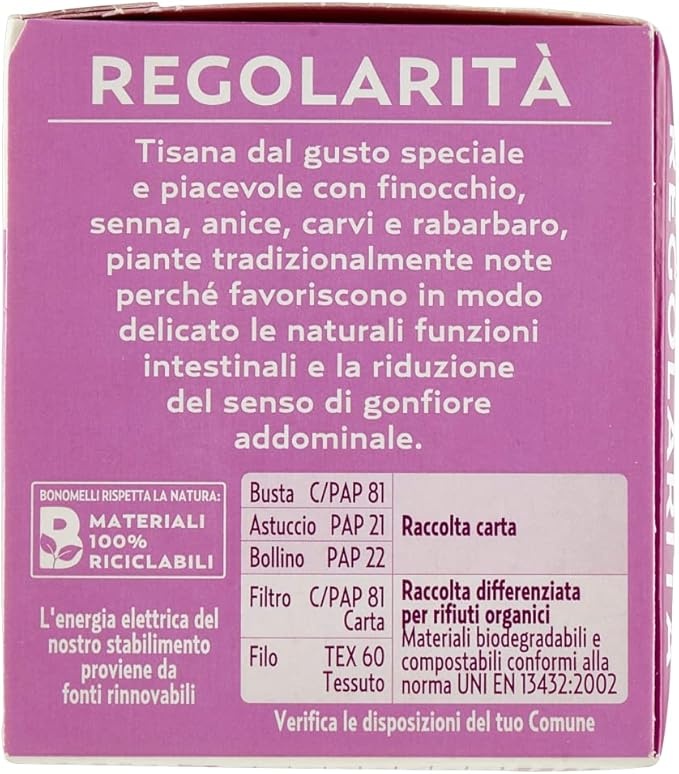 REGOLARITÀ
Tisana dal gusto speciale
e piacevole con finocchio,
senna, anice, carvi e rabarbaro,
piante tradizionalmente note
perché favoriscono in modo
delicato le naturali funzioni
intestinali e la riduzione
del senso di gonfiore
addominale.
BONOMELLI RISPETTA LA NATURA:
B MATERIALI
100%
RICICLABILI
L'energia elettrica del
nostro stabilimento
proviene da
fonti rinnovabili
Busta C/PAP 81
Astuccio PAP 21
Bollino PAP 22
Raccolta carta
Filtro C/PAP 81
Carta
Filo TEX 60
Tessuto
Raccolta differenziata
per rifiuti organici
Materiali biodegradabili e
compostabili conformi alla
norma UNI EN 13432:2002
Verifica le disposizioni del tuo Comune
REGOLARITÀ